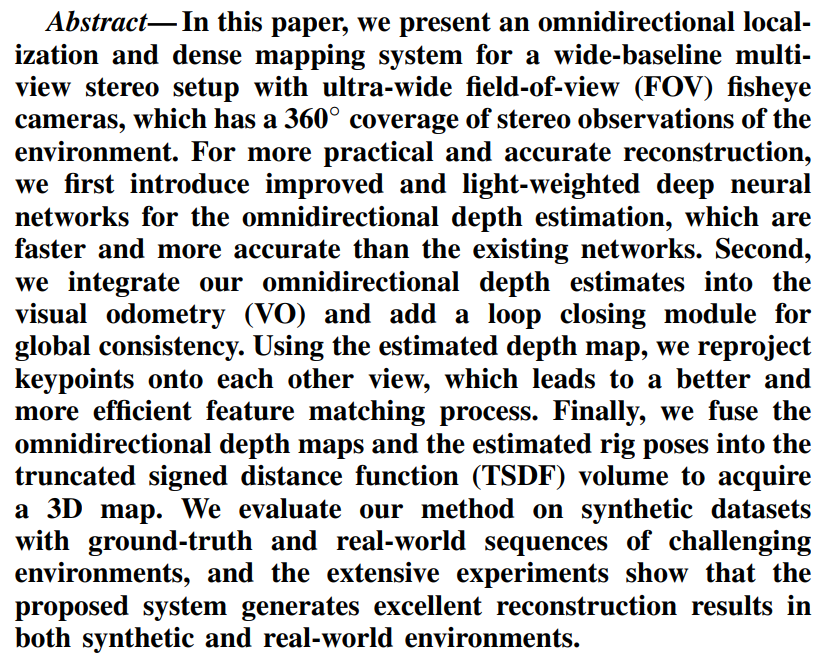 Abstract— In this paper, we present an omnidirectional local-
ization and dense mapping system for a wide-baseline multi-
view stereo setup with ultra-wide field-of-view (FOV) fisheye
cameras, which has a 360° coverage of stereo observations of the
environment. For more practical and accurate reconstruction,
we first introduce improved and light-weighted deep neural
networks for the omnidirectional depth estimation, which are
faster and more accurate than the existing networks. Second,
we integrate our omnidirectional depth estimates into the
visual odometry (VO) and add a loop closing module for
global consistency. Using the estimated depth map, we reproject
keypoints onto each other view, which leads to a better and
more efficient feature matching process. Finally, we fuse the
omnidirectional depth maps and the estimated rig poses into the
truncated signed distance function (TSDF) volume to acquire
a 3D map. We evaluate our method on synthetic datasets
with ground-truth and real-world sequences of challenging
environments, and the extensive experiments show that the
proposed system generates excellent reconstruction results in
both synthetic and real-world environments.